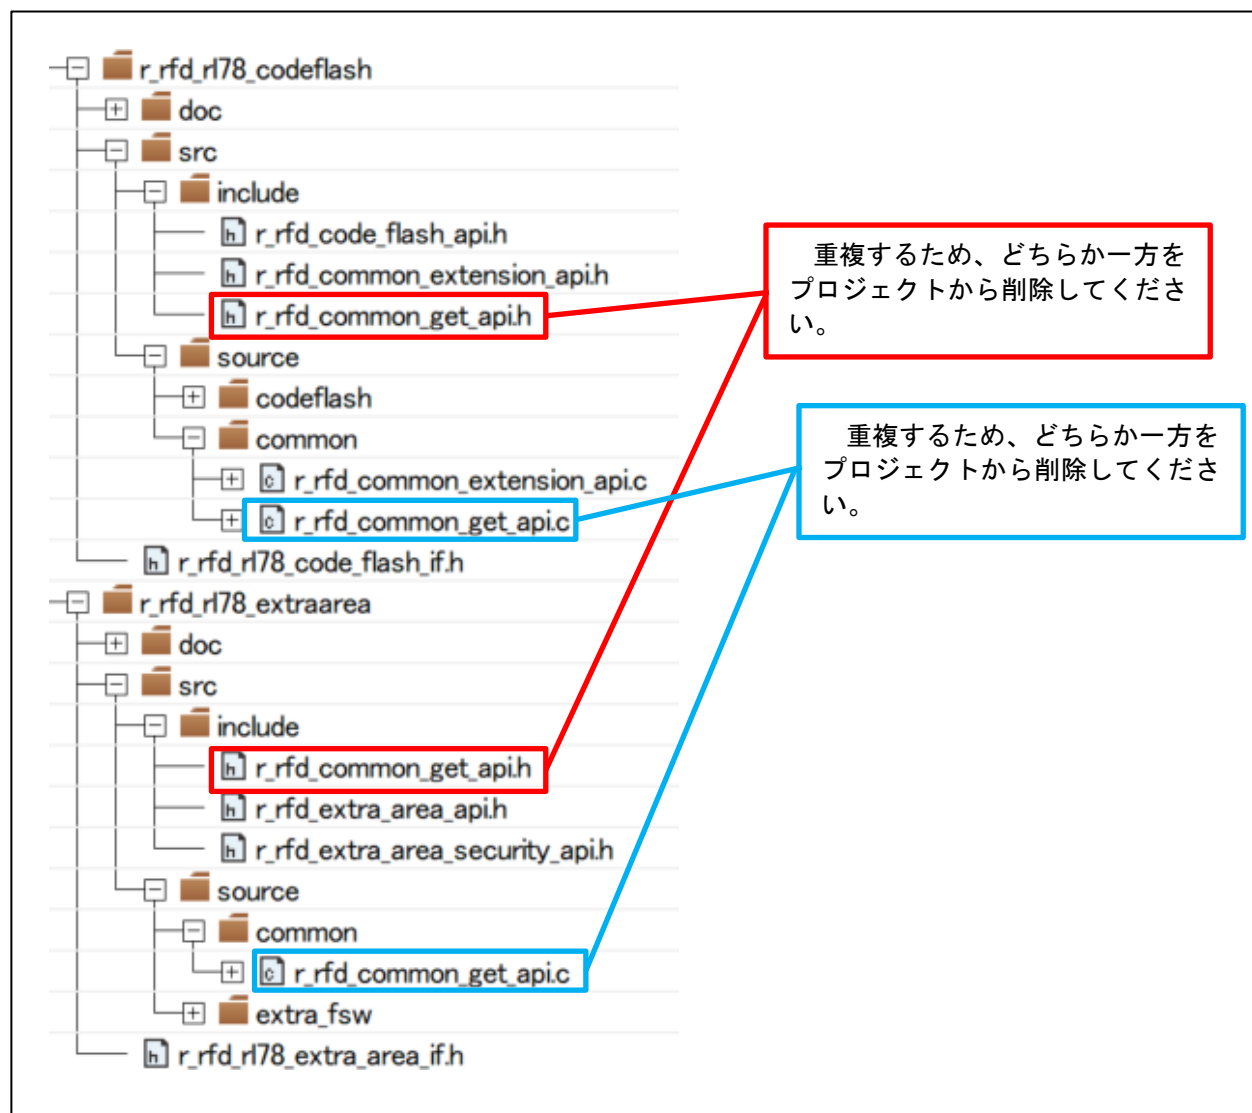 r_rfd_rl78_codeflash
doc
src
include
r_rfd_code_flash_api.h
r_rfd_common_extension_api.h
r_rfd_common_get_api.h
source
codeflash
common
r_rfd_common_extension_api.c
r_rfd_common_get_api.c
r_rfd_rl78_code_flash_if.h
r_rfd_rl78_extraarea
doc
src
include
r_rfd_common_get_api.h
r_rfd_extra_area_api.h
r_rfd_extra_area_security_api.h
source
common
r_rfd_common_get_api.c
extra_fsw
r_rfd_rl78_extra_area_if.h
重複するため、どちらか一方を
プロジェクトから削除してくださ
い。
重複するため、どちらか一方を
プロジェクトから削除してくださ
い。